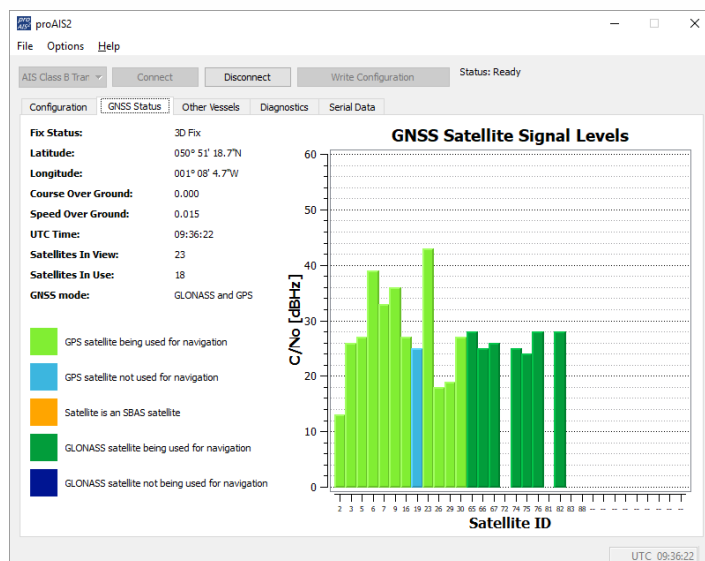 proAIS2
File Options Help
AIS Class B Tran Connect Disconnect Write Configuration Status: Ready
Configuration GNSS Status Other Vessels Diagnostics Serial Data
Fix Status: 3D Fix
Latitude: 050° 51' 18.7"N
Longitude: 001° 08' 4.7"W
Course Over Ground: 0.000
Speed Over Ground: 0.015
UTC Time: 09:36:22
Satellites In View: 23
Satellites In Use: 18
GNSS mode: GLONASS and GPS
GPS satellite being used for navigation
GPS satellite not used for navigation
Satellite is an SBAS satellite
GLONASS satellite being used for navigation
GLONASS satellite not being used for navigation
GNSS Satellite Signal Levels
C/No [dBHz]
60
50
40
30
20
10
0
2 3 5 6 7 9 16 19 23 26 29 30 65 66 67 72 74 75 76 81 82 83 88 -- -- -- -- -- -- -- -- --
Satellite ID
UTC 09:36:22